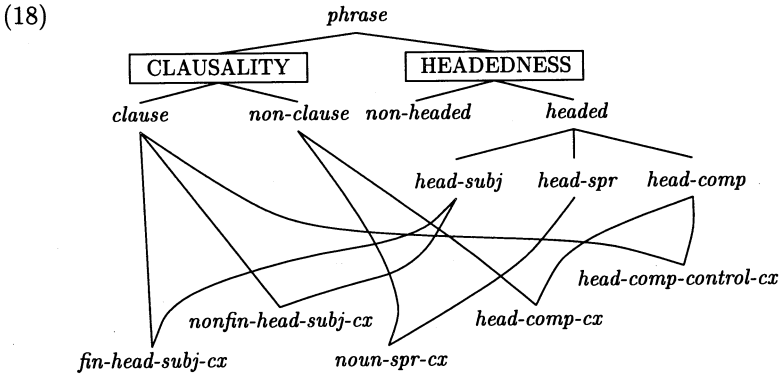 (18)
phrase
CLAUSALITY HEADEDNESS
clause non-clause non-headed headed
head-subj head-spr head-comp
head-comp-control-cx
nonfin-head-subj-cx head-comp-cx
fin-head-subj-cx noun-spr-cx